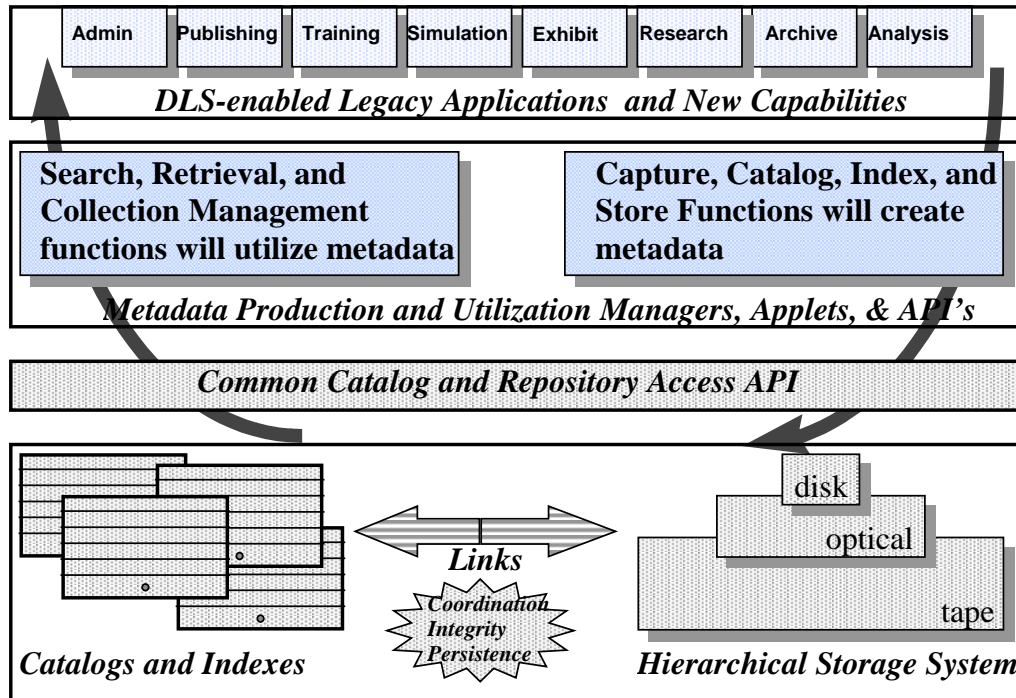 Admin Publishing Training Simulation Exhibit Research Archive Analysis
DLS-enabled Legacy Applications and New Capabilities
Search, Retrieval, and
Collection Management
functions will utilize metadata
Capture, Catalog, Index, and
Store Functions will create
metadata
Metadata Production and Utilization Managers, Applets, & API's
Common Catalog and Repository Access API
disk
optical
tape
Links
Coordination
Integrity
Persistence
Catalogs and Indexes
Hierarchical Storage System